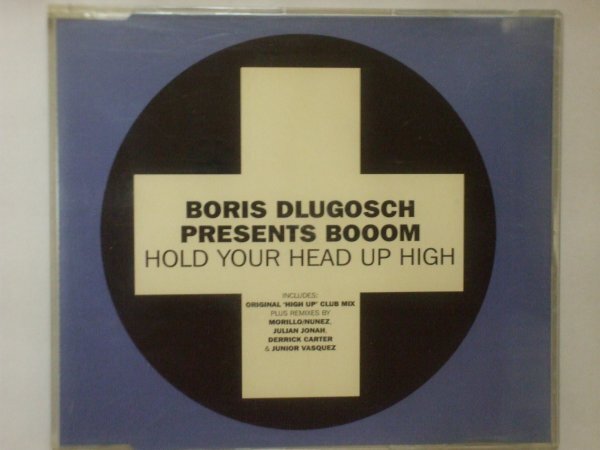 BORIS DLUGOSCH
PRESENTS BOOOM
HOLD YOUR HEAD UP HIGH
INCLUDES:
ORIGINAL 'HIGH UP' CLUB MIX
PLUS REMIXES BY
MORILLO/NUNEZ,
JULIAN JONAH,
DERRICK CARTER
& JUNIOR VASQUEZ